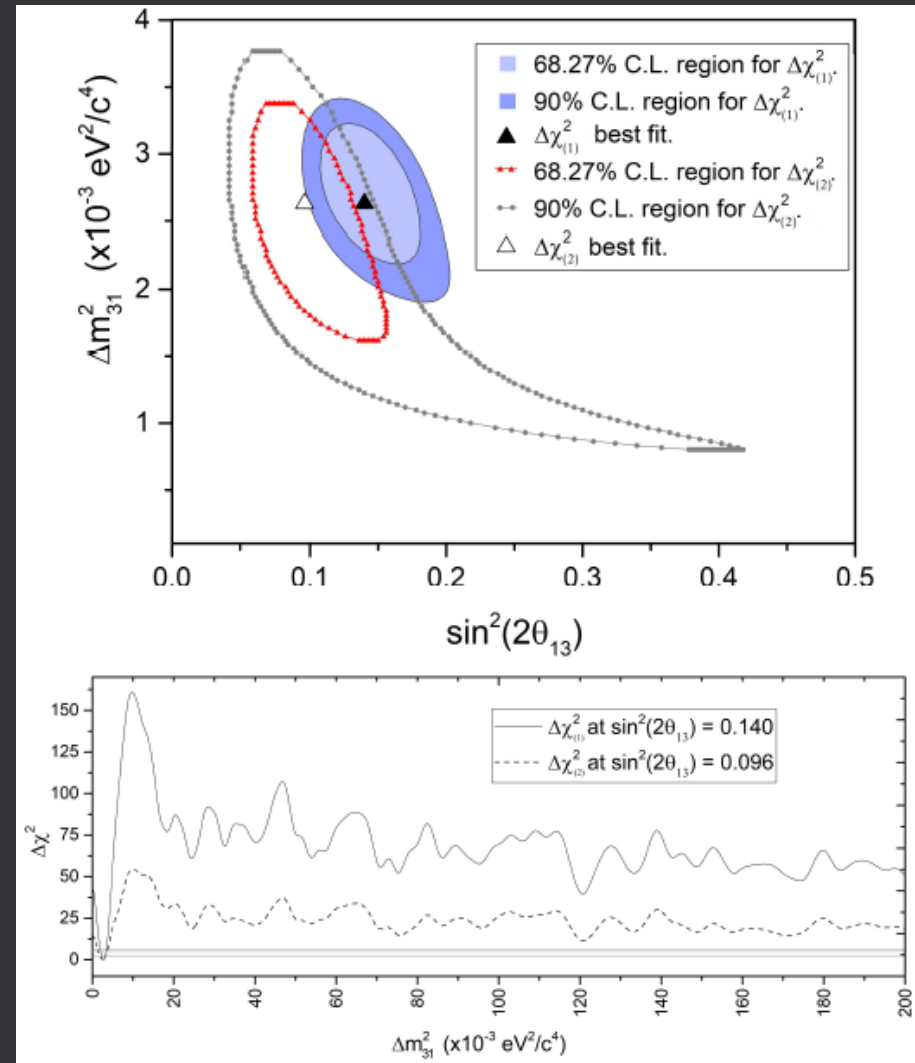 4
3
2
1
Δm²₃₁ (x10⁻³ eV²/c⁴)
68.27% C.L. region for Δχ²₍₁₎.
90% C.L. region for Δχ²₍₁₎.
Δχ²₍₁₎ best fit.
68.27% C.L. region for Δχ²₍₂₎.
90% C.L. region for Δχ²₍₂₎.
Δχ²₍₂₎ best fit.
0.0 0.1 0.2 0.3 0.4 0.5
sin²(2θ₁₃)
150
125
100
75
50
25
0
Δχ²
Δχ²₍₁₎ at sin²(2θ₁₃) = 0.140
Δχ²₍₂₎ at sin²(2θ₁₃) = 0.096
0 20 40 60 80 100 120 140 160 180 200
Δm²₃₁ (x10⁻³ eV²/c⁴)